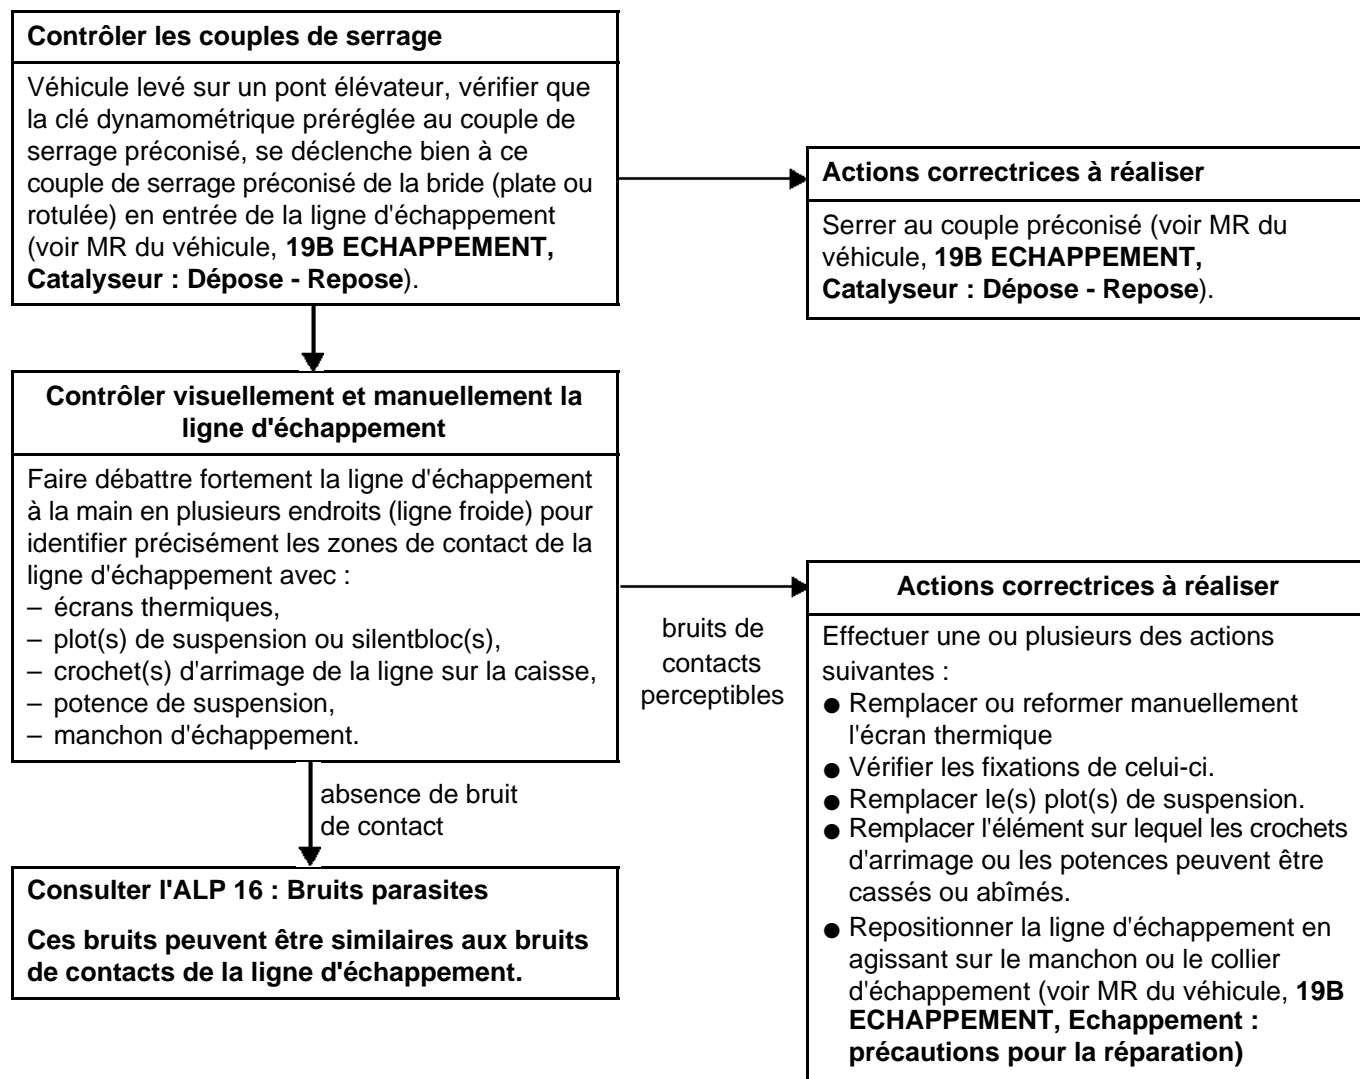 Contrôler les couples de serrage
Véhicule levé sur un pont élévateur, vérifier que
la clé dynamométrique préréglée au couple de
serrage préconisé, se déclenche bien à ce
couple de serrage préconisé de la bride (plate ou
rotulée) en entrée de la ligne d'échappement
(voir MR du véhicule, 19B ECHAPPEMENT,
Catalyseur : Dépose - Repose).
Actions correctrices à réaliser
Serrer au couple préconisé (voir MR du
véhicule, 19B ECHAPPEMENT,
Catalyseur : Dépose - Repose).
Contrôler visuellement et manuellement la
ligne d'échappement
Faire débattre fortement la ligne d'échappement
à la main en plusieurs endroits (ligne froide) pour
identifier précisément les zones de contact de la
ligne d'échappement avec :
– écrans thermiques,
– plot(s) de suspension ou silentbloc(s),
– crochet(s) d'arrimage de la ligne sur la caisse,
– potence de suspension,
– manchon d'échappement.
bruits de
contacts
perceptibles
Actions correctrices à réaliser
Effectuer une ou plusieurs des actions
suivantes :
● Remplacer ou reformer manuellement
l'écran thermique
● Vérifier les fixations de celui-ci.
● Remplacer le(s) plot(s) de suspension.
● Remplacer l'élément sur lequel les crochets
d'arrimage ou les potences peuvent être
cassés ou abîmés.
● Repositionner la ligne d'échappement en
agissant sur le manchon ou le collier
d'échappement (voir MR du véhicule, 19B
ECHAPPEMENT, Echappement :
précautions pour la réparation)
absence de bruit
de contact
Consulter l'ALP 16 : Bruits parasites
Ces bruits peuvent être similaires aux bruits
de contacts de la ligne d'échappement.